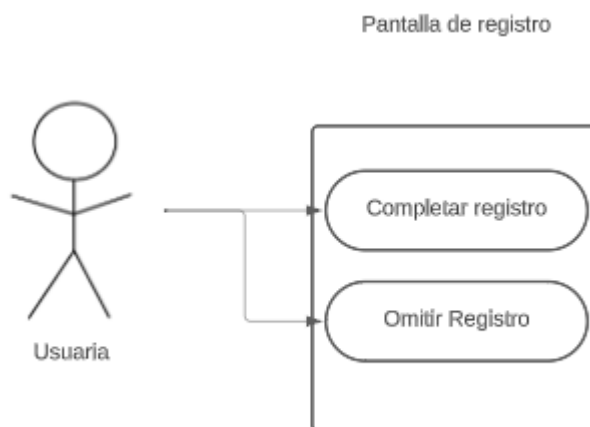 Pantalla de registro
Completar registro
Omitir Registro
Usuaria